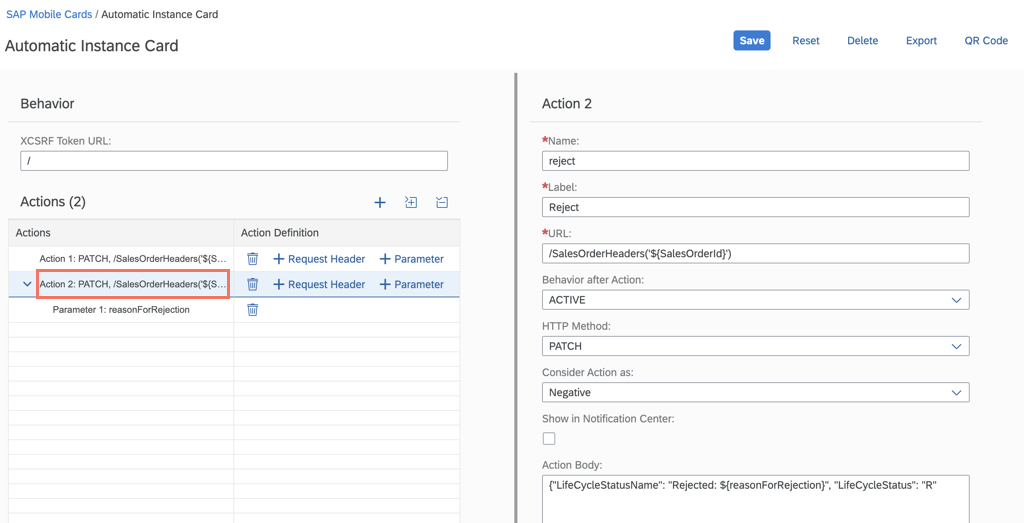 SAP Mobile Cards / Automatic Instance Card
Automatic Instance Card
Save Reset Delete Export QR Code
Behavior
XCSRF Token URL:
/
Actions (2)
Actions Action Definition
Action 1: PATCH, /SalesOrderHeaders('${S... + Request Header + Parameter
Action 2: PATCH, /SalesOrderHeaders('${S... + Request Header + Parameter
Parameter 1: reasonForRejection
Action 2
*Name:
reject
*Label:
Reject
*URL:
/SalesOrderHeaders('${SalesOrderId}')
Behavior after Action:
ACTIVE
HTTP Method:
PATCH
Consider Action as:
Negative
Show in Notification Center:
Action Body:
{"LifeCycleStatusName": "Rejected: ${reasonForRejection}", "LifeCycleStatus": "R"